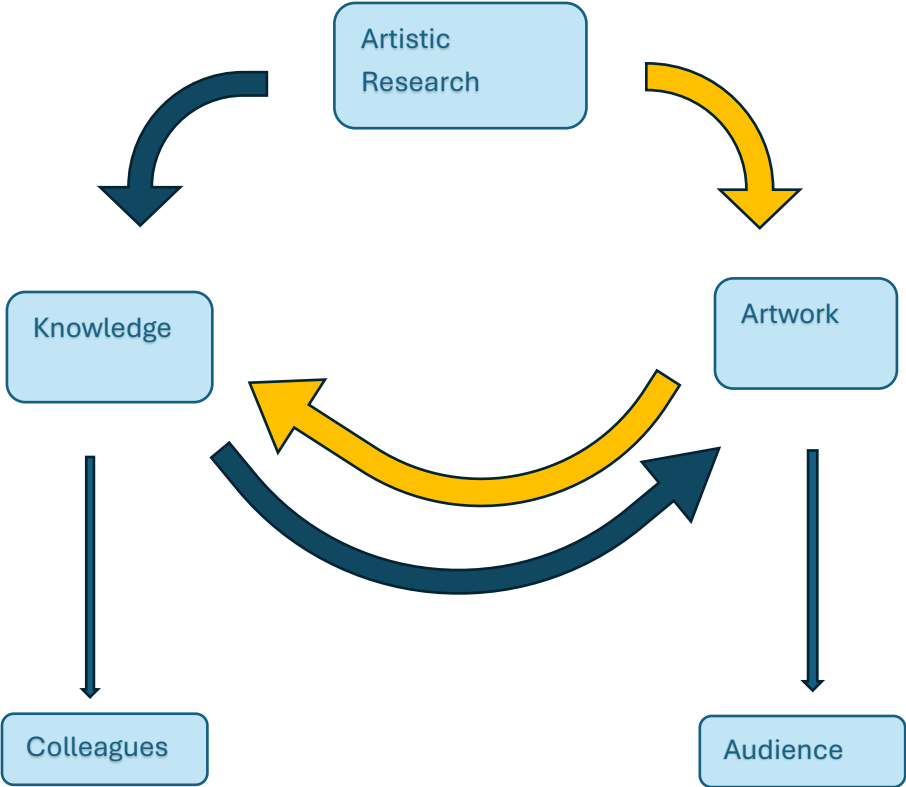 Artistic
Research
Knowledge
Artwork
Colleagues
Audience